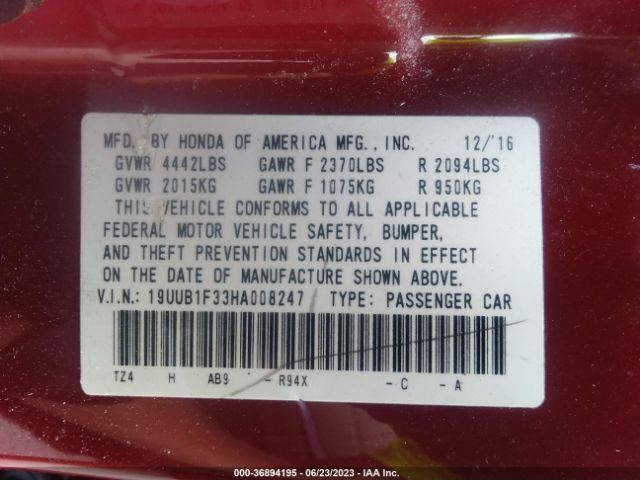 MFD. BY HONDA OF AMERICA MFG., INC. 12/'16
GVWR 4442LBS GAWR F 2370LBS R 2094LBS
GVWR 2015KG GAWR F 1075KG R 950KG
THIS VEHICLE CONFORMS TO ALL APPLICABLE
FEDERAL MOTOR VEHICLE SAFETY, BUMPER,
AND THEFT PREVENTION STANDARDS IN EFFECT
ON THE DATE OF MANUFACTURE SHOWN ABOVE.
V.I.N.: 19UUB1F33HA008247 TYPE: PASSENGER CAR
TZ4 H AB9 - R94X - C - A
000-36894195 - 06/23/2023 - IAA Inc.